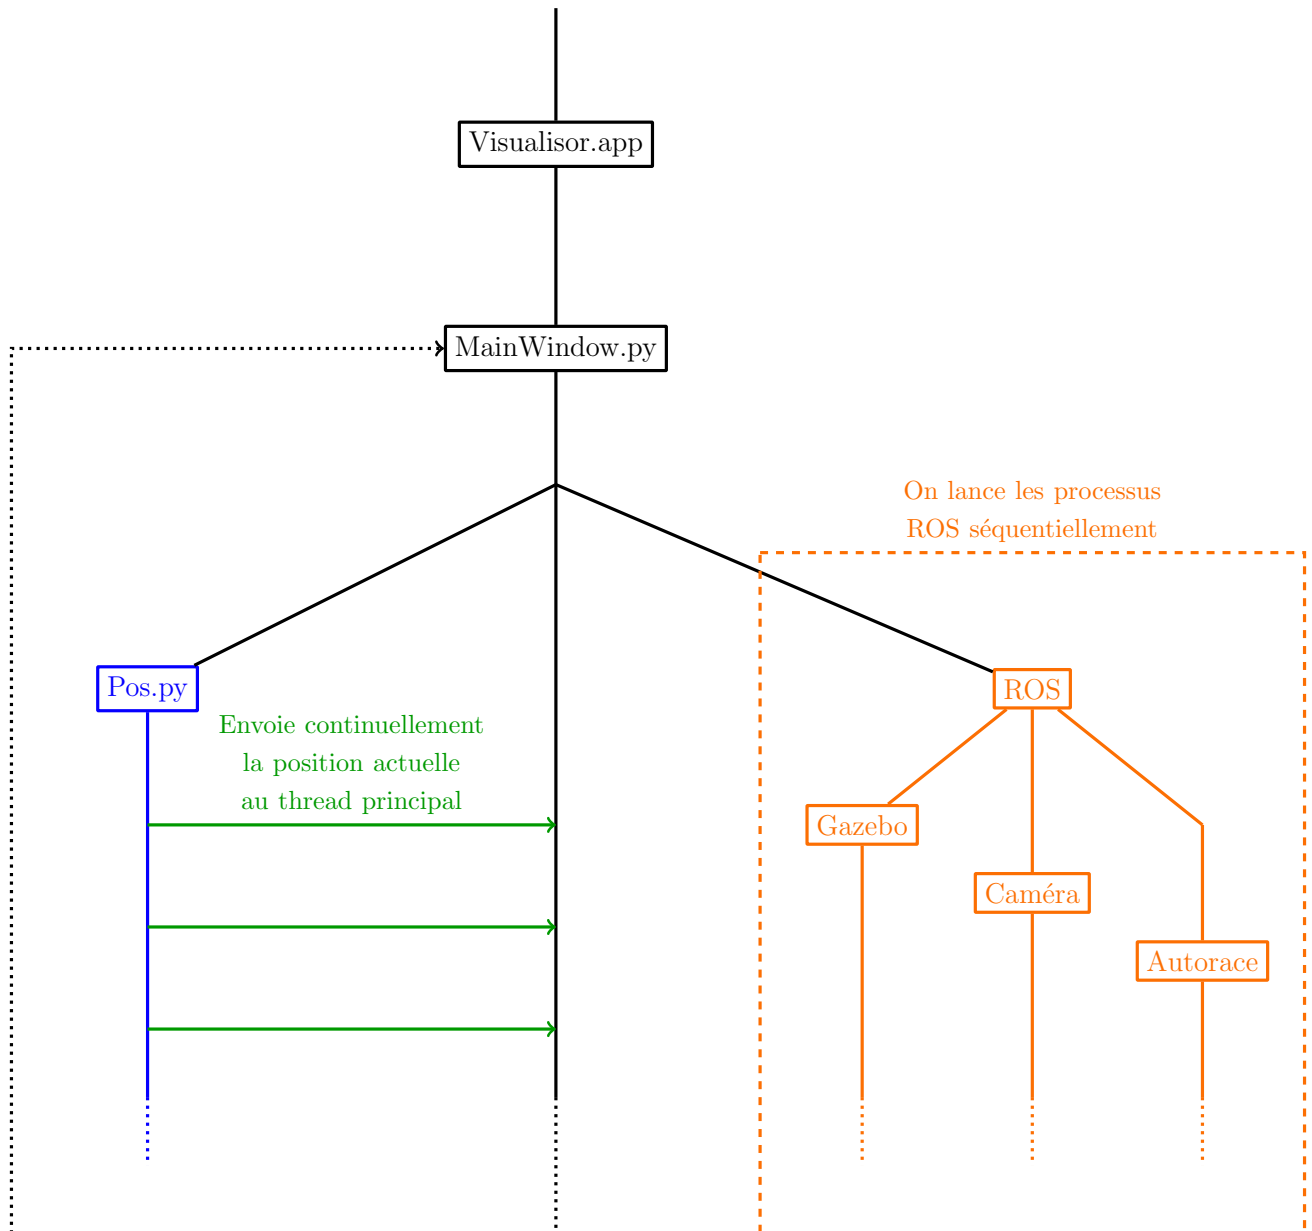 Visualisor.app
MainWindow.py
On lance les processus
ROS séquentiellement
Pos.py
ROS
Envoie continuellement
la position actuelle
au thread principal
Gazebo
Caméra
Autorace